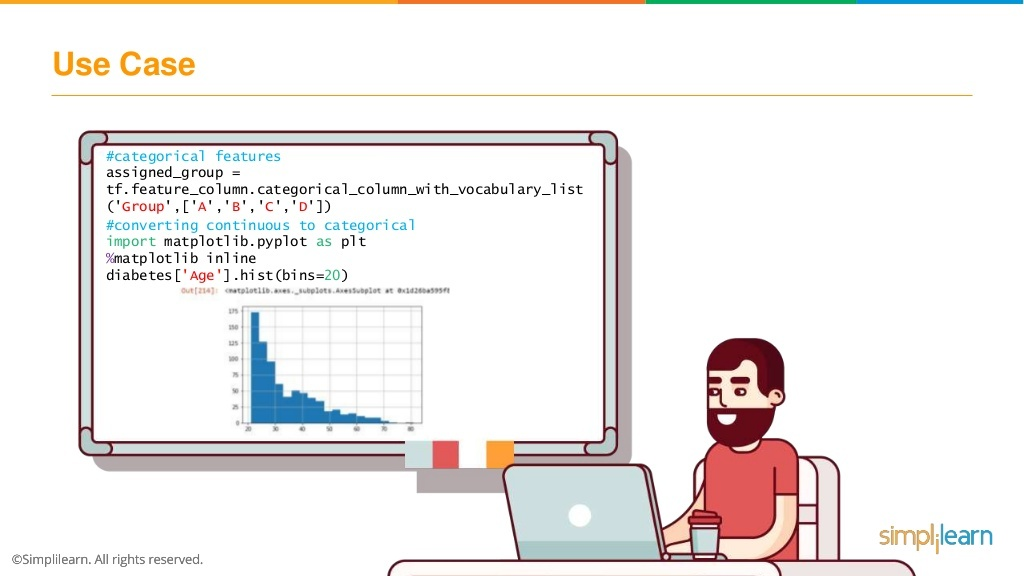 Use Case
#categorical features
assigned_group =
tf.feature_column.categorical_column_with_vocabulary_list
('Group',['A','B','C','D'])
#converting continuous to categorical
import matplotlib.pyplot as plt
%matplotlib inline
diabetes['Age'].hist(bins=20)
Out[214]: <matplotlib.axes._subplots.AxesSubplot at
175
150
125
100
75
50
25
0
20 30 40 50 60 70 80
simplilearn
©Simplilearn. All rights reserved.